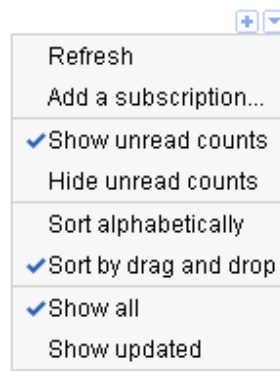 Refresh
Add a subscription...
Show unread counts
Hide unread counts
Sort alphabetically
Sort by drag and drop
Show all
Show updated